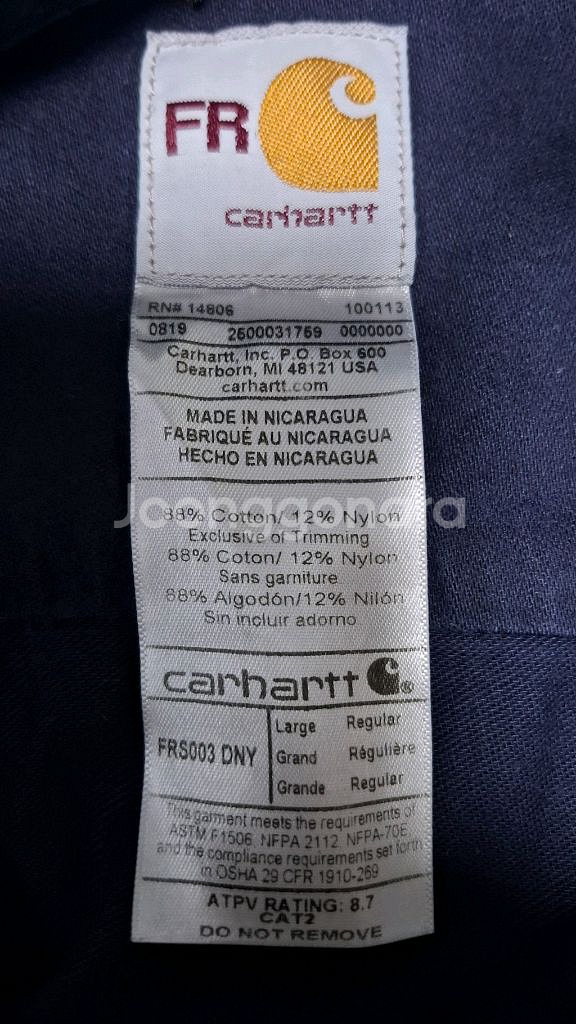 FR
carhartt
RN# 14806 100113
0819 2500031759 0000000
Carhartt, Inc. P.O. Box 600
Dearborn, MI 48121 USA
carhartt.com
MADE IN NICARAGUA
FABRIQUÉ AU NICARAGUA
HECHO EN NICARAGUA
Joonggonara
88% Cotton/ 12% Nylon
Exclusive of Trimming
88% Coton/ 12% Nylon
Sans garniture
88% Algodón/12% Nilón
Sin incluir adorno
carhartt ®
FRS003 DNY
Large Regular
Grand Régulière
Grande Regular
This garment meets the requirements of
ASTM F1506, NFPA 2112, NFPA-70E,
and the compliance requirements set forth
in OSHA 29 CFR 1910-269
ATPV RATING: 8.7
CAT2
DO NOT REMOVE